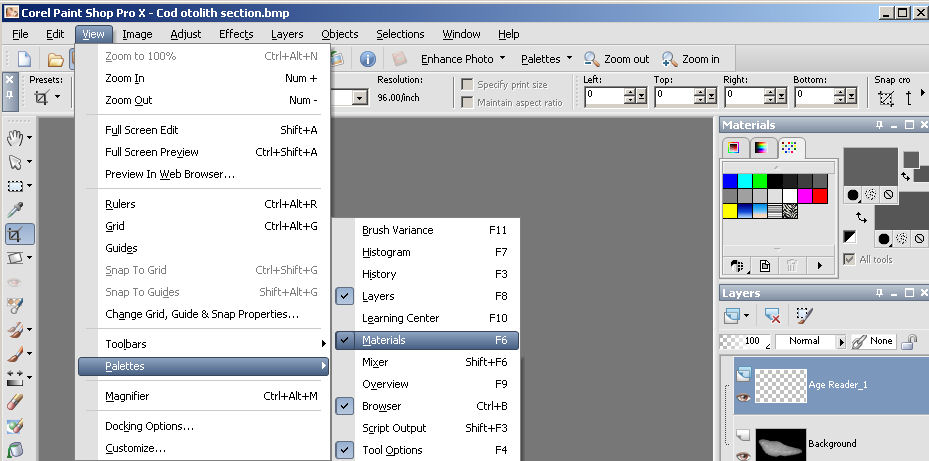 Corel Paint Shop Pro X - Cod otolith section.bmp
File Edit View Image Adjust Effects Layers Objects Selections Window Help
Enhance Photo Palettes Zoom out Zoom in
Presets: Resolution: Specify print size Left: Top: Right: Bottom: Snap cro
96.00/inch Maintain aspect ratio 0 0 0 0
Zoom to 100% Ctrl+Alt+N
Zoom In Num +
Zoom Out Num -
Full Screen Edit Shift+A
Full Screen Preview Ctrl+Shift+A
Preview In Web Browser...
Rulers Ctrl+Alt+R
Grid Ctrl+Alt+G
Guides
Snap To Grid Ctrl+Shift+G
Snap To Guides Shift+Alt+G
Change Grid, Guide & Snap Properties...
Toolbars
Palettes
Magnifier Ctrl+Alt+M
Docking Options...
Customize...
Brush Variance F11
Histogram F7
History F3
Layers F8
Learning Center F10
Materials F6
Mixer Shift+F6
Overview F9
Browser Ctrl+B
Script Output Shift+F3
Tool Options F4
Materials
All tools
Layers
100 Normal None
Age Reader_1
Background